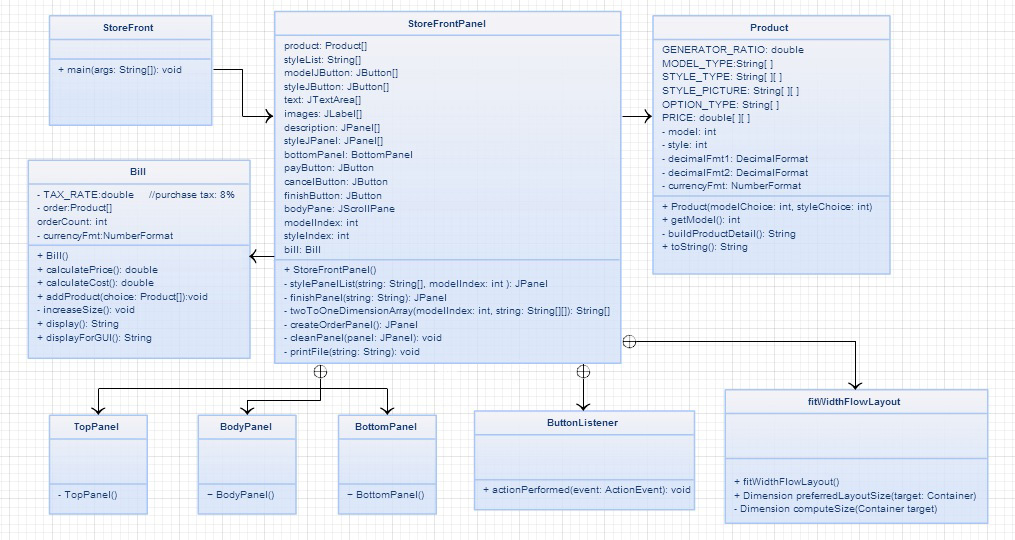 StoreFront
+ main(args: String[]): void
StoreFrontPanel
product: Product[]
styleList: String[]
modelJButton: JButton[]
styleJButton: JButton[]
text: JTextArea[]
images: JLabel[]
description: JPanel[]
styleJPanel: JPanel[]
bottomPanel: BottomPanel
payButton: JButton
cancelButton: JButton
finishButton: JButton
bodyPane: JScrollPane
modelIndex: int
styleIndex: int
bill: Bill
+ StoreFrontPanel()
- stylePanelList(string: String[], modelIndex: int ): JPanel
- finishPanel(string: String): JPanel
- twoToOneDimensionArray(modelIndex: int, string: String[][]): String[]
- createOrderPanel(): JPanel
- cleanPanel(panel: JPanel): void
- printFile(string: String): void
Product
GENERATOR_RATIO: double
MODEL_TYPE:String[ ]
STYLE_TYPE: String[ ][ ]
STYLE_PICTURE: String[ ][ ]
OPTION_TYPE: String[ ]
PRICE: double[ ][ ]
- model: int
- style: int
- decimalFmt1: DecimalFormat
- decimalFmt2: DecimalFormat
- currencyFmt: NumberFormat
+ Product(modelChoice: int, styleChoice: int)
+ getModel(): int
- buildProductDetail(): String
+ toString(): String
Bill
- TAX_RATE:double //purchase tax: 8%
- order:Product[]
orderCount: int
- currencyFmt:NumberFormat
+ Bill()
+ calculatePrice(): double
+ calculateCost(): double
+ addProduct(choice: Product[]):void
- increaseSize(): void
+ display(): String
+ displayForGUI(): String
TopPanel
- TopPanel()
BodyPanel
− BodyPanel()
BottomPanel
− BottomPanel()
ButtonListener
+ actionPerformed(event: ActionEvent): void
fitWidthFlowLayout
+ fitWidthFlowLayout()
+ Dimension preferredLayoutSize(target: Container)
- Dimension computeSize(Container target)